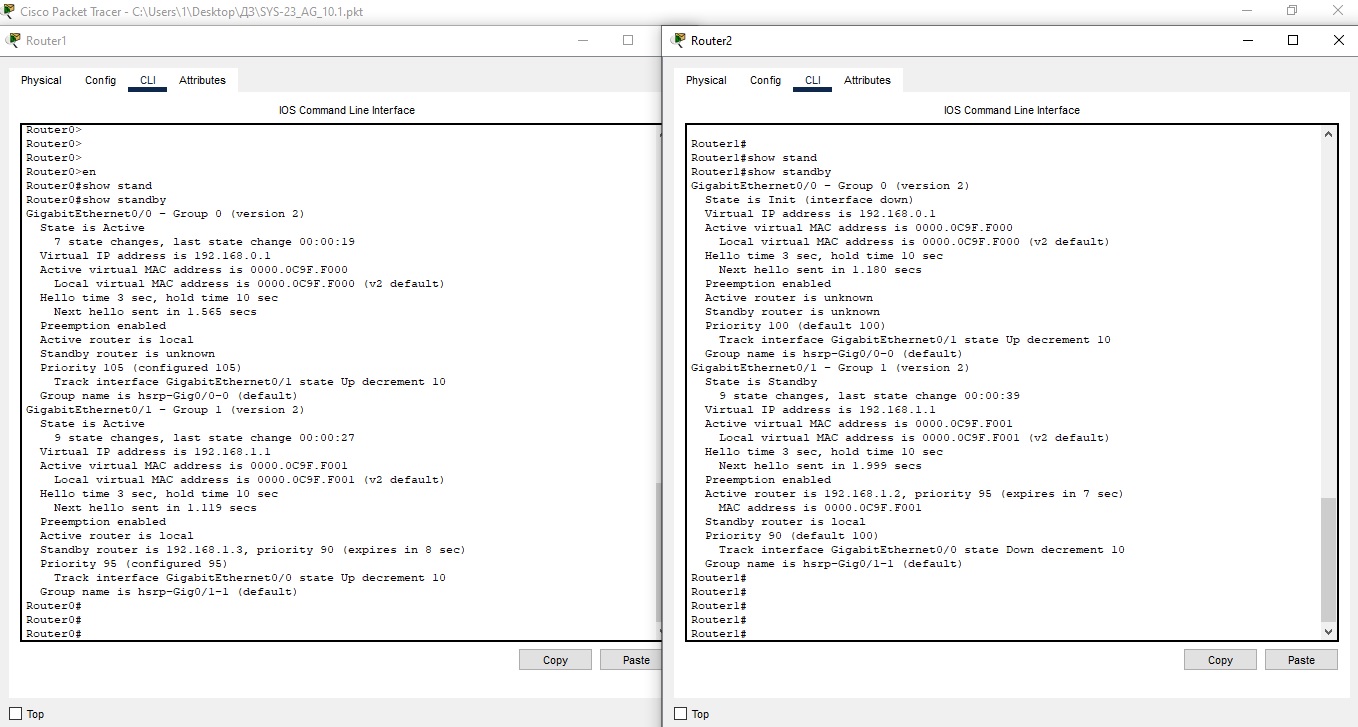 Cisco Packet Tracer - C:\Users\1\Desktop\ДЗ\SYS-23_AG_10.1.pkt
Router1
Physical Config CLI Attributes
IOS Command Line Interface
Router0>
Router0>
Router0>
Router0>en
Router0#show stand
Router0#show standby
GigabitEthernet0/0 - Group 0 (version 2)
State is Active
7 state changes, last state change 00:00:19
Virtual IP address is 192.168.0.1
Active virtual MAC address is 0000.0C9F.F000
Local virtual MAC address is 0000.0C9F.F000 (v2 default)
Hello time 3 sec, hold time 10 sec
Next hello sent in 1.565 secs
Preemption enabled
Active router is local
Standby router is unknown
Priority 105 (configured 105)
Track interface GigabitEthernet0/1 state Up decrement 10
Group name is hsrp-Gig0/0-0 (default)
GigabitEthernet0/1 - Group 1 (version 2)
State is Active
9 state changes, last state change 00:00:27
Virtual IP address is 192.168.1.1
Active virtual MAC address is 0000.0C9F.F001
Local virtual MAC address is 0000.0C9F.F001 (v2 default)
Hello time 3 sec, hold time 10 sec
Next hello sent in 1.119 secs
Preemption enabled
Active router is local
Standby router is 192.168.1.3, priority 90 (expires in 8 sec)
Priority 95 (configured 95)
Track interface GigabitEthernet0/0 state Up decrement 10
Group name is hsrp-Gig0/1-1 (default)
Router0#
Router0#
Router0#
Copy Paste
Top
Router2
Physical Config CLI Attributes
IOS Command Line Interface
Router1#
Router1#show stand
Router1#show standby
GigabitEthernet0/0 - Group 0 (version 2)
State is Init (interface down)
Virtual IP address is 192.168.0.1
Active virtual MAC address is 0000.0C9F.F000
Local virtual MAC address is 0000.0C9F.F000 (v2 default)
Hello time 3 sec, hold time 10 sec
Next hello sent in 1.180 secs
Preemption enabled
Active router is unknown
Standby router is unknown
Priority 100 (default 100)
Track interface GigabitEthernet0/1 state Up decrement 10
Group name is hsrp-Gig0/0-0 (default)
GigabitEthernet0/1 - Group 1 (version 2)
State is Standby
9 state changes, last state change 00:00:39
Virtual IP address is 192.168.1.1
Active virtual MAC address is 0000.0C9F.F001
Local virtual MAC address is 0000.0C9F.F001 (v2 default)
Hello time 3 sec, hold time 10 sec
Next hello sent in 1.999 secs
Preemption enabled
Active router is 192.168.1.2, priority 95 (expires in 7 sec)
MAC address is 0000.0C9F.F001
Standby router is local
Priority 90 (default 100)
Track interface GigabitEthernet0/0 state Down decrement 10
Group name is hsrp-Gig0/1-1 (default)
Router1#
Router1#
Router1#
Router1#
Router1#
Copy Paste
Top